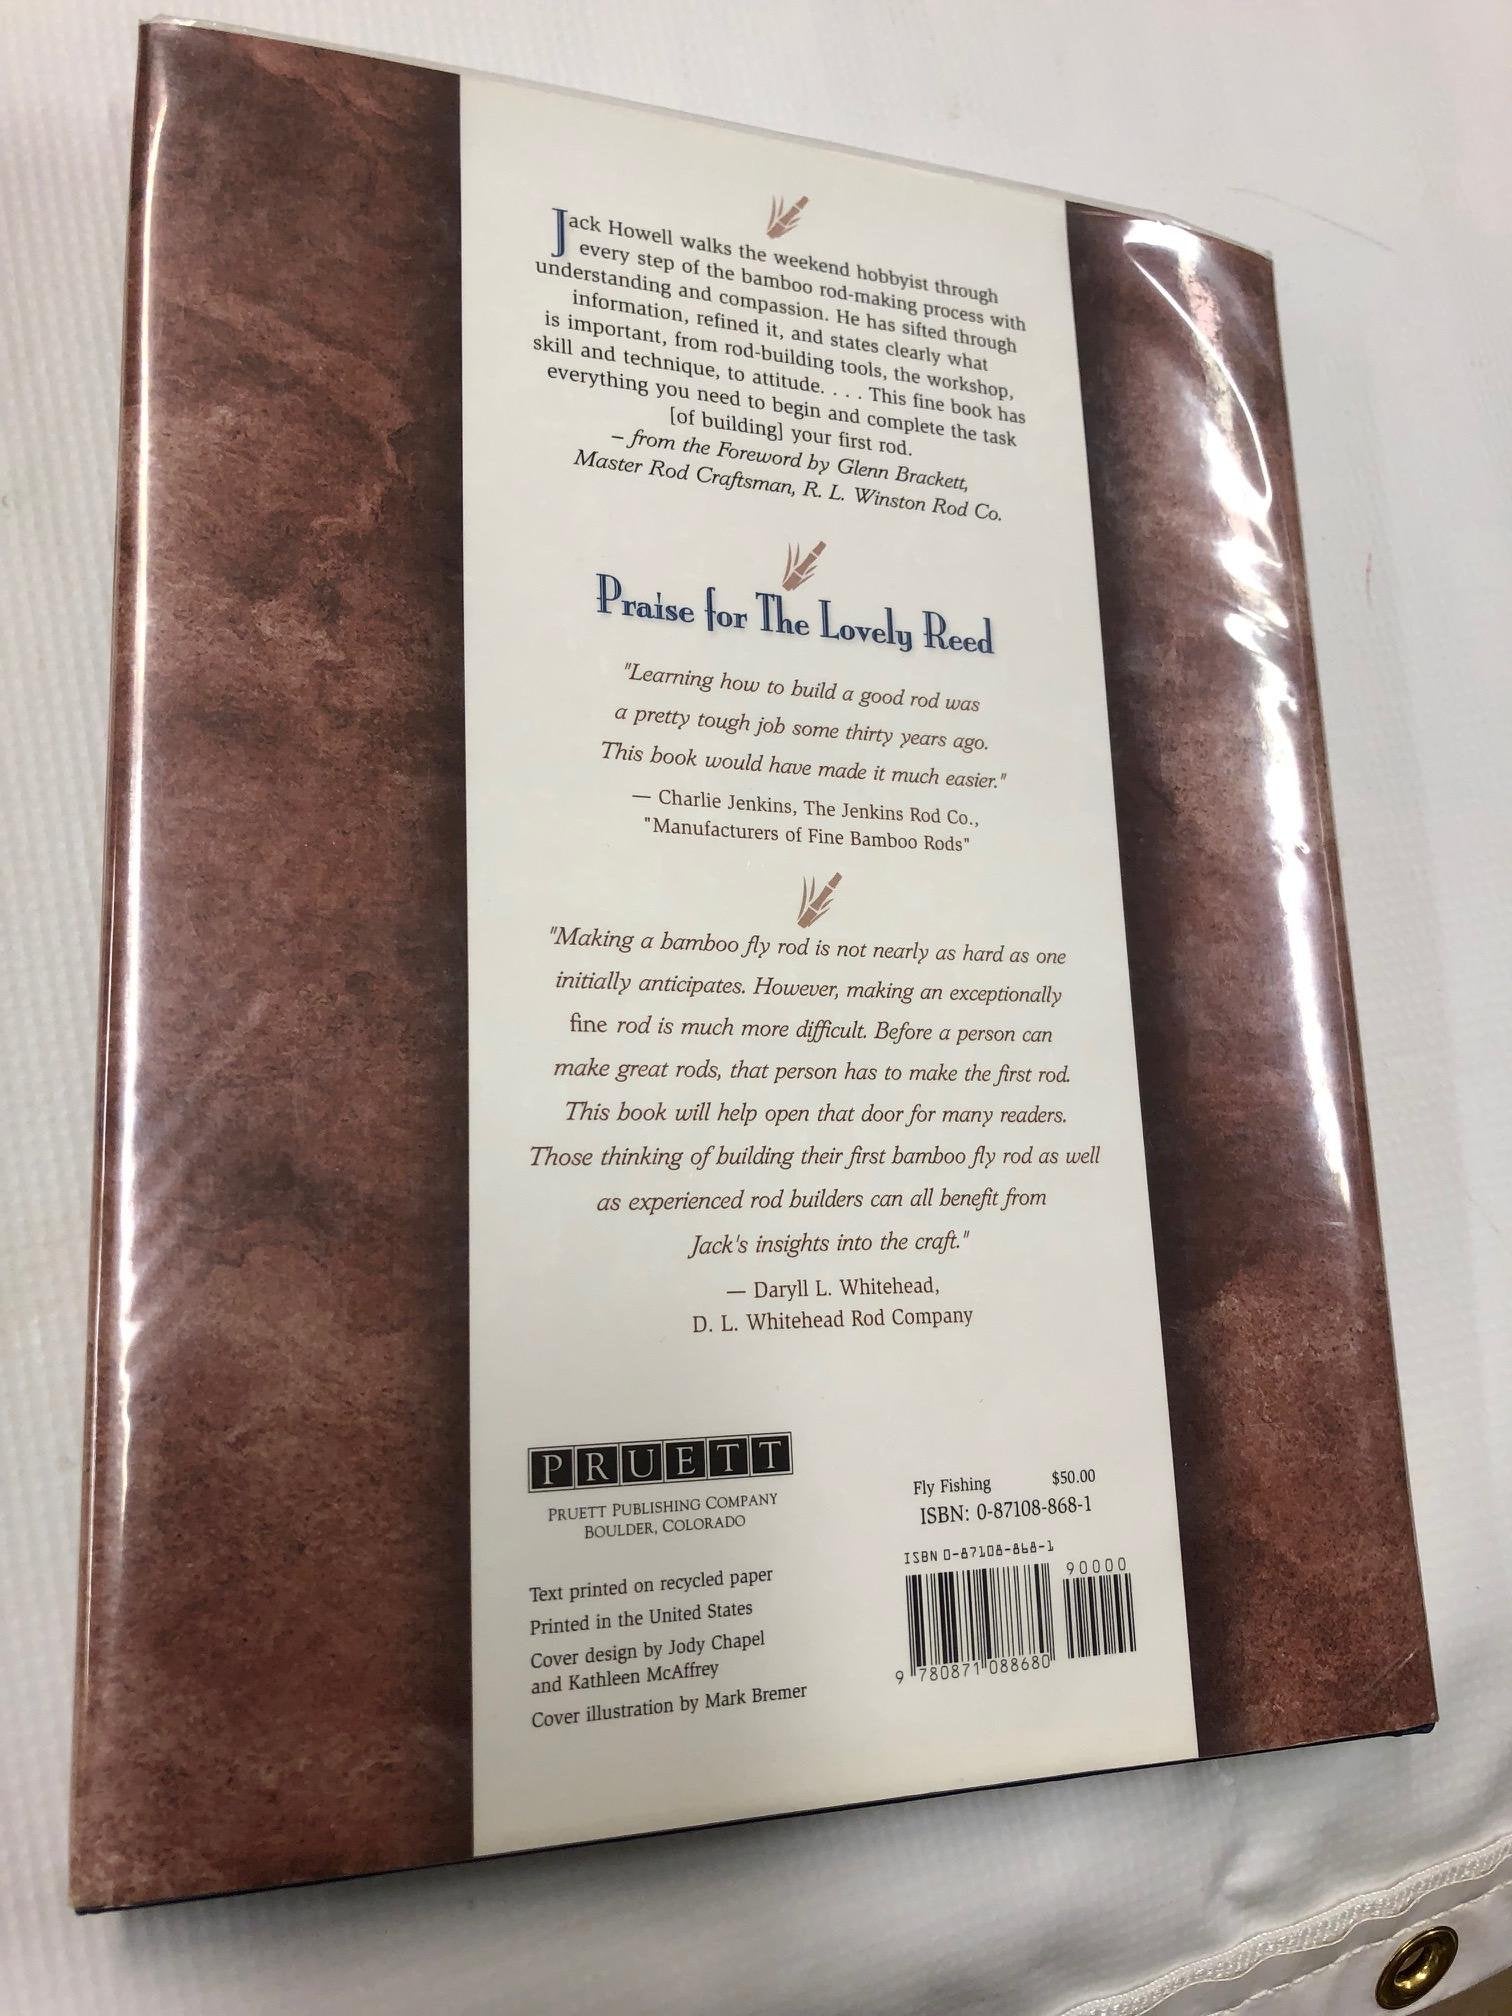 Jack Howell walks the weekend hobbyist through
every step of the bamboo rod-making process with
understanding and compassion. He has sifted through
information, refined it, and states clearly what
is important, from rod-building tools, the workshop,
skill and technique, to attitude. . . . This fine book has
everything you need to begin and complete the task
[of building] your first rod.
– from the Foreword by Glenn Brackett,
Master Rod Craftsman, R. L. Winston Rod Co.
Praise for The Lovely Reed
"Learning how to build a good rod was
a pretty tough job some thirty years ago.
This book would have made it much easier."
— Charlie Jenkins, The Jenkins Rod Co.,
"Manufacturers of Fine Bamboo Rods"
"Making a bamboo fly rod is not nearly as hard as one
initially anticipates. However, making an exceptionally
fine rod is much more difficult. Before a person can
make great rods, that person has to make the first rod.
This book will help open that door for many readers.
Those thinking of building their first bamboo fly rod as well
as experienced rod builders can all benefit from
Jack's insights into the craft."
— Daryll L. Whitehead,
D. L. Whitehead Rod Company
PRUETT
PRUETT PUBLISHING COMPANY
BOULDER, COLORADO
Text printed on recycled paper
Printed in the United States
Cover design by Jody Chapel
and Kathleen McAffrey
Cover illustration by Mark Bremer
Fly Fishing $50.00
ISBN: 0-87108-868-1
ISBN 0-87108-868-1
90000
9 780871 088680